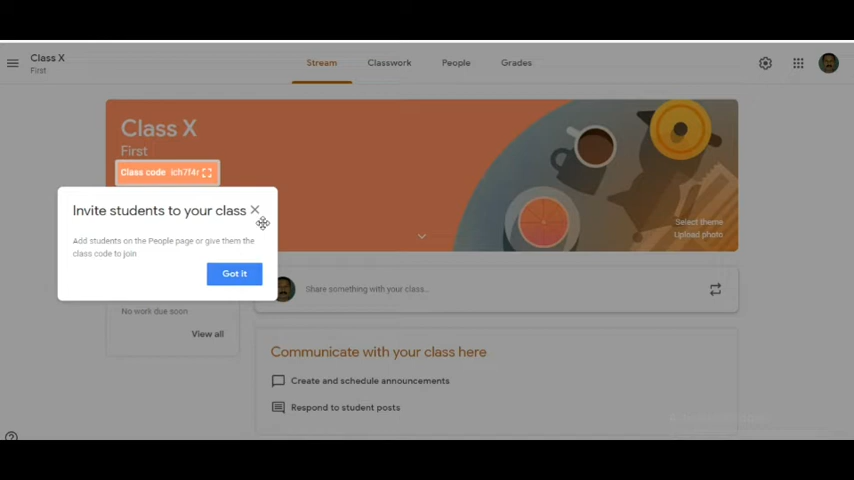 Class X
First
Stream
Classwork
People
Grades
Class X
First
Class code ich7f4r
Invite students to your class
Add students on the People page or give them the
class code to join
Got it
Select theme
Upload photo
Share something with your class...
No work due soon
View all
Communicate with your class here
Create and schedule announcements
Respond to student posts